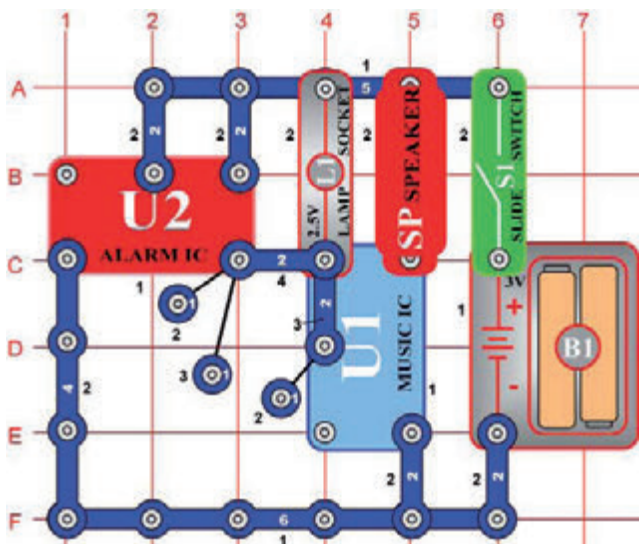 1 2 3 4 5 6 7
A
1
5
2 2 2 2 2 SOCKET 2 2 SWITCH
B
U2
L1
SP SPEAKER
S1
2.5V LAMP
SLIDE
C
ALARM IC
2
4
1
3V
1
2
1
3
2
1
+
D
U1
MUSIC IC
B1
3
1
2
1
1
-
4
2
E
2 2 2 2
F
6
1